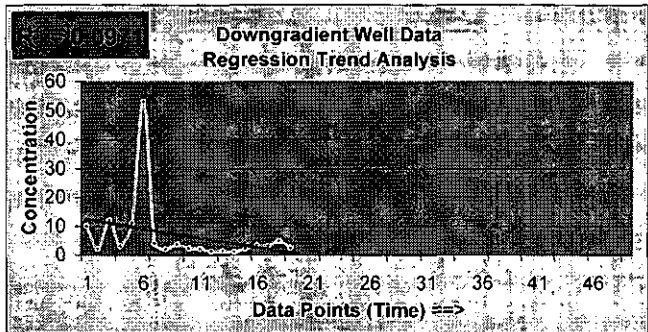 Downgradient Well Data
Regression Trend Analysis
Concentration
60
50
40
30
20
10
0
1 6 11 16 21 26 31 36 41 46
Data Points (Time) ==>